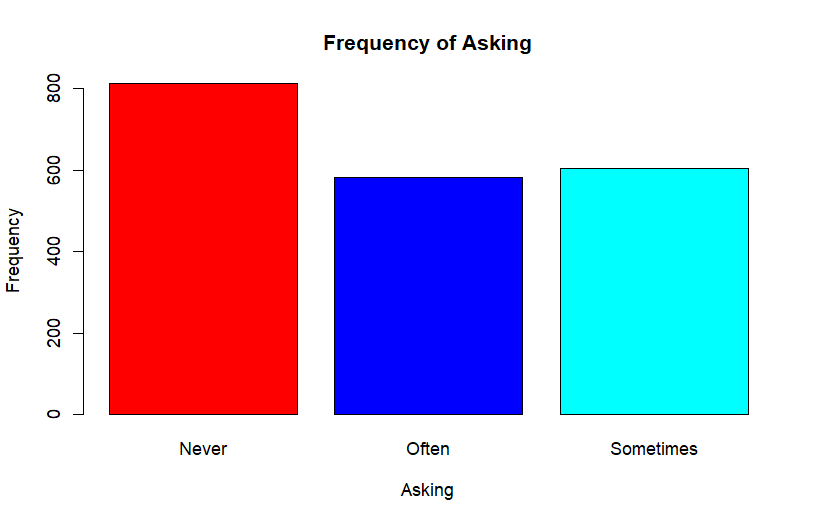 Frequency of Asking
800
600
400
200
0
Frequency
Never
Often
Sometimes
Asking